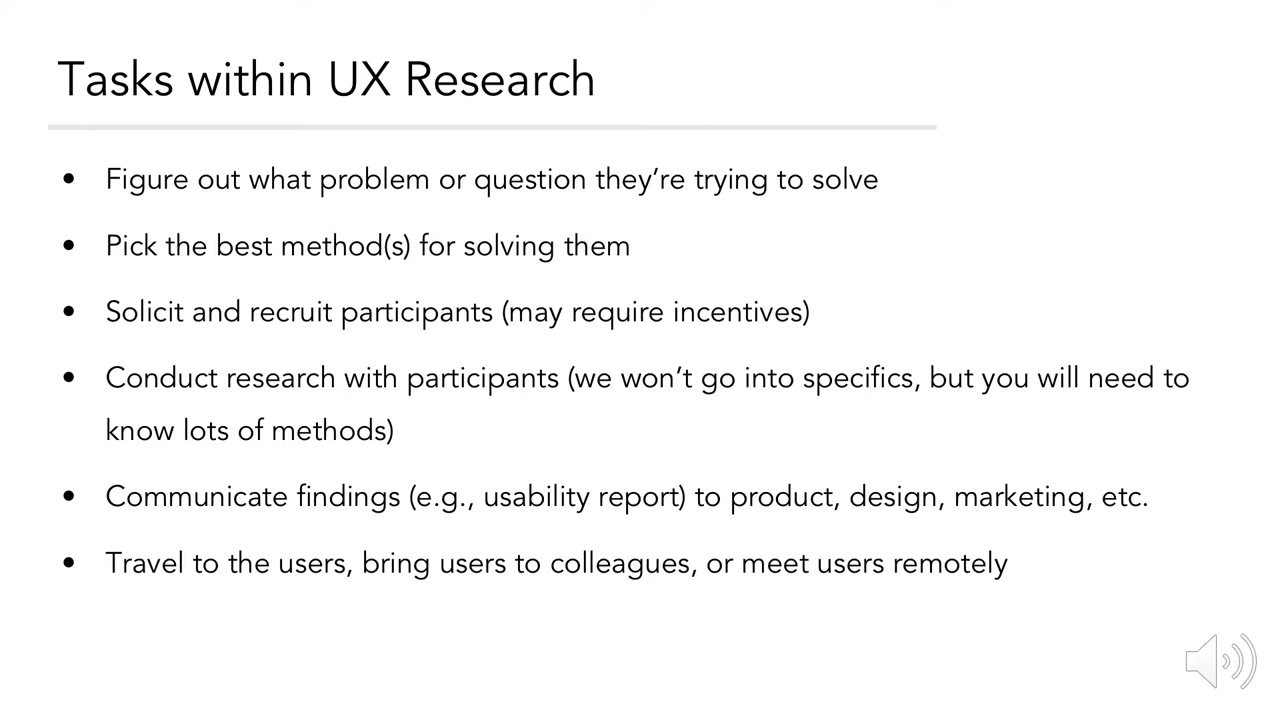 Tasks within UX Research
• Figure out what problem or question they’re trying to solve
• Pick the best method(s) for solving them
• Solicit and recruit participants (may require incentives)
• Conduct research with participants (we won’t go into specifics, but you will need to
know lots of methods)
• Communicate findings (e.g., usability report) to product, design, marketing, etc.
• Travel to the users, bring users to colleagues, or meet users remotely